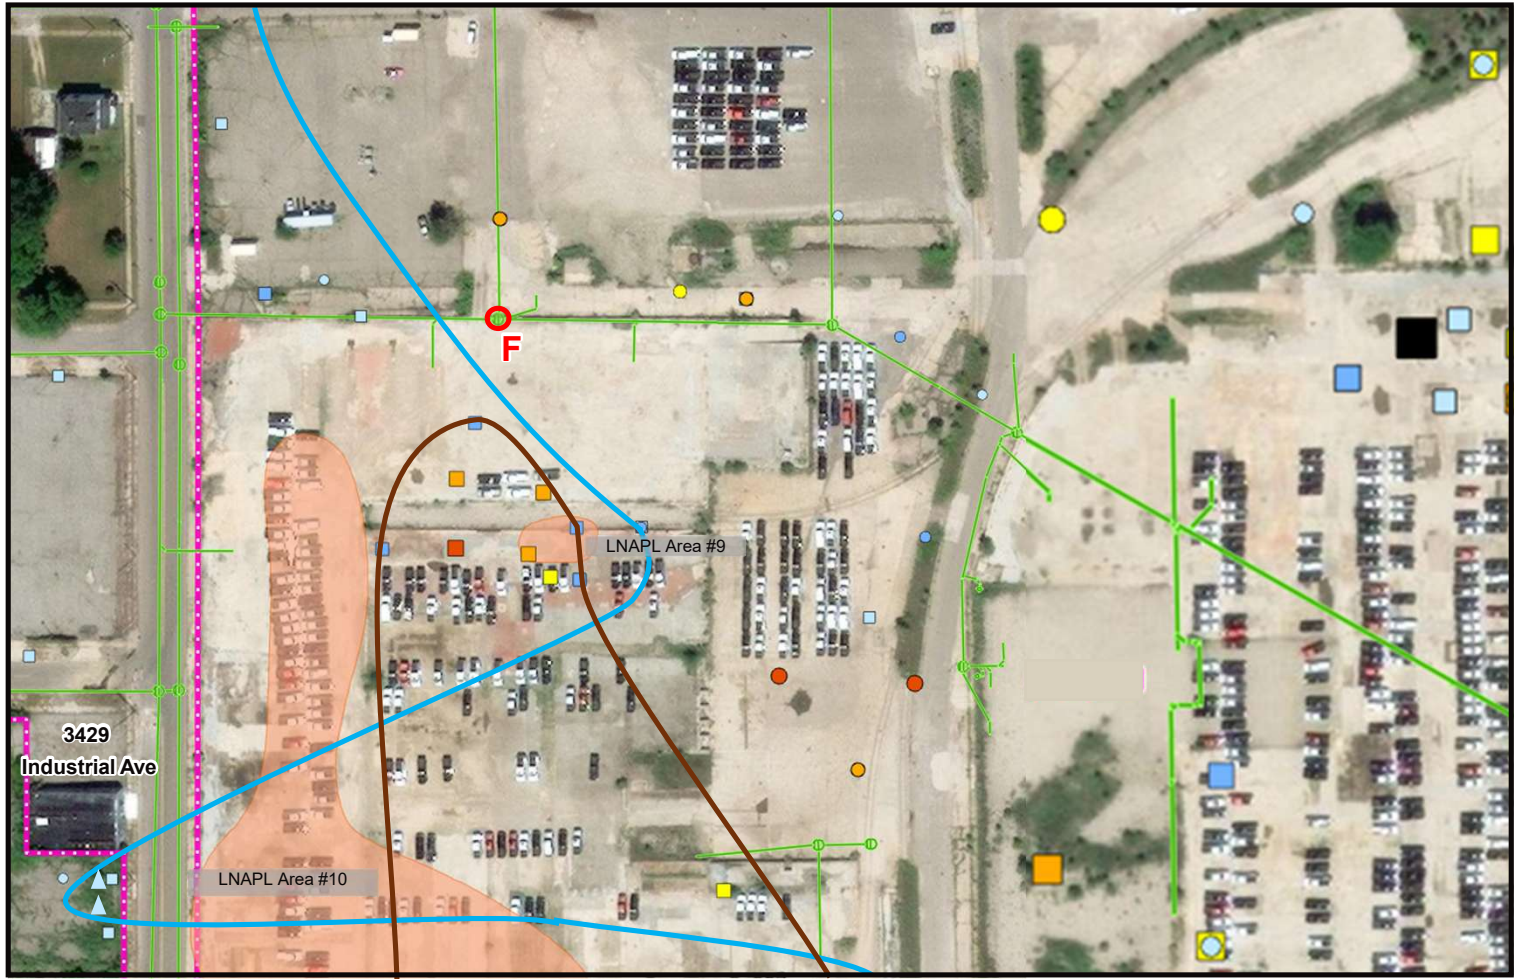 F
LNAPL Area #9
3429
Industrial Ave
LNAPL Area #10